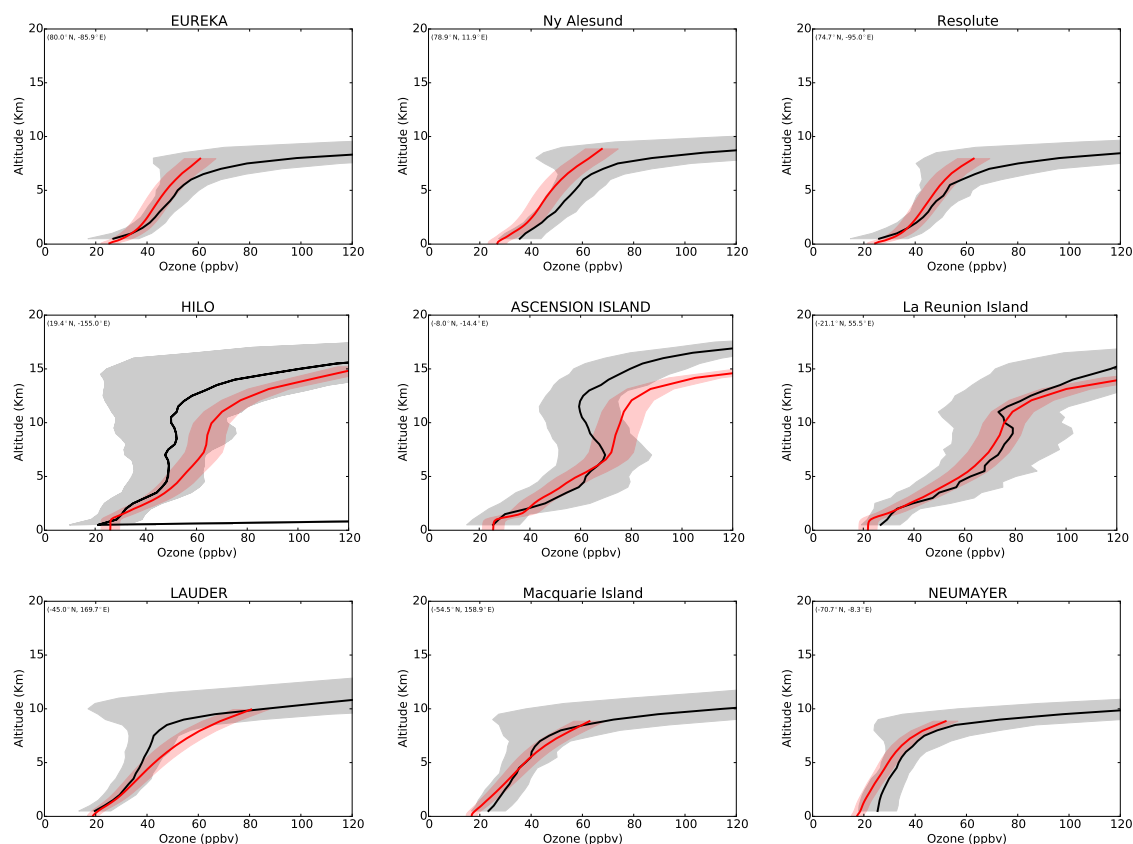 EUREKA
(80.0°N, -85.9°E)
Altitude (Km)
20
15
10
5
0
0 20 40 60 80 100 120
Ozone (ppbv)
Ny Alesund
(78.9°N, 11.9°E)
Altitude (Km)
20
15
10
5
0
0 20 40 60 80 100 120
Ozone (ppbv)
Resolute
(74.7°N, -95.0°E)
Altitude (Km)
20
15
10
5
0
0 20 40 60 80 100 120
Ozone (ppbv)
HILO
(19.4°N, -155.0°E)
Altitude (Km)
20
15
10
5
0
0 20 40 60 80 100 120
Ozone (ppbv)
ASCENSION ISLAND
(-8.0°N, -14.4°E)
Altitude (Km)
20
15
10
5
0
0 20 40 60 80 100 120
Ozone (ppbv)
La Reunion Island
(-21.1°N, 55.5°E)
Altitude (Km)
20
15
10
5
0
0 20 40 60 80 100 120
Ozone (ppbv)
LAUDER
(-45.0°N, 169.7°E)
Altitude (Km)
20
15
10
5
0
0 20 40 60 80 100 120
Ozone (ppbv)
Macquarie Island
(-54.5°N, 158.9°E)
Altitude (Km)
20
15
10
5
0
0 20 40 60 80 100 120
Ozone (ppbv)
NEUMAYER
(-70.7°N, -8.3°E)
Altitude (Km)
20
15
10
5
0
0 20 40 60 80 100 120
Ozone (ppbv)